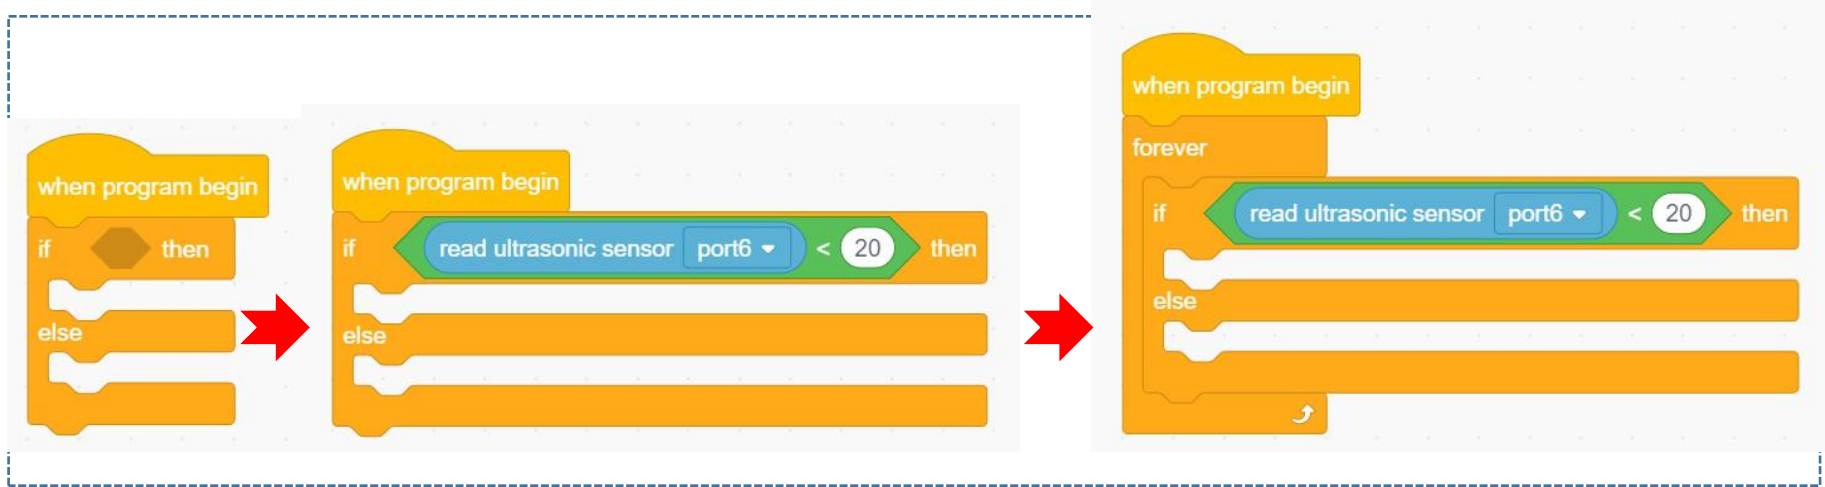 when program begin
if then
else
when program begin
if read ultrasonic sensor port6 < 20 then
else
when program begin
forever
if read ultrasonic sensor port6 < 20 then
else